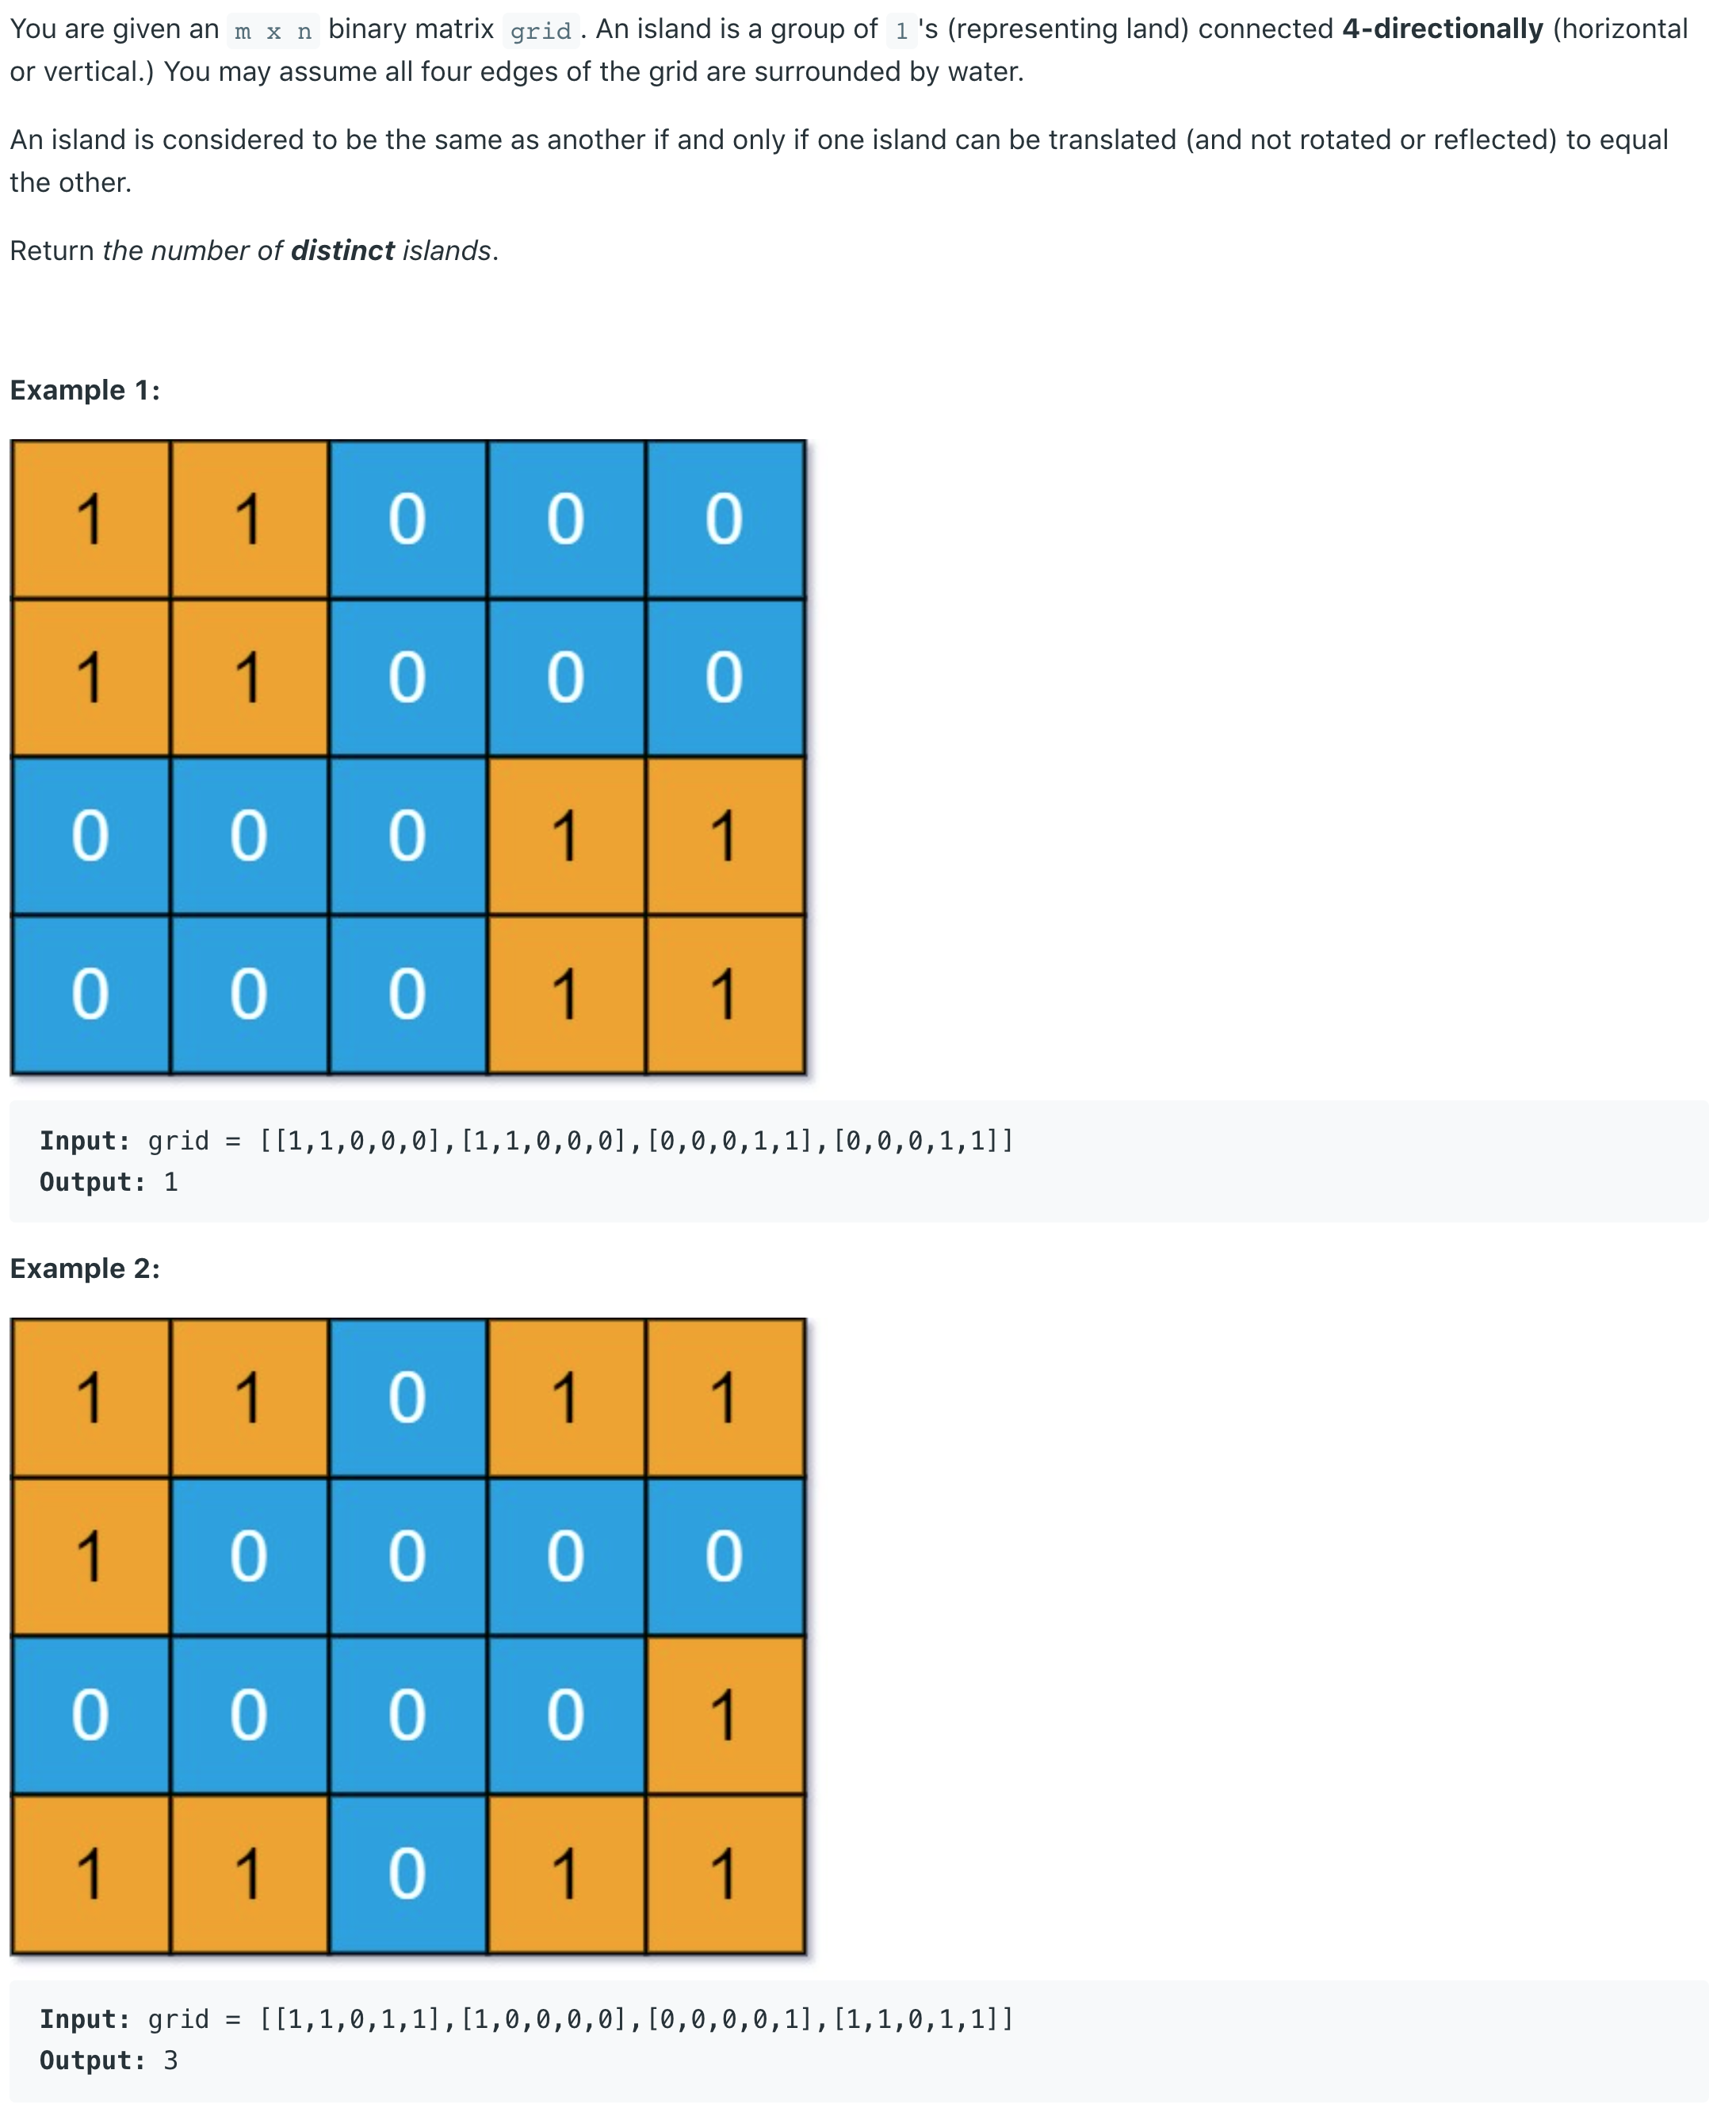 You are given an m x n binary matrix grid. An island is a group of 1's (representing land) connected 4-directionally (horizontal
or vertical.) You may assume all four edges of the grid are surrounded by water.
An island is considered to be the same as another if and only if one island can be translated (and not rotated or reflected) to equal
the other.
Return the number of distinct islands.
Example 1:
1 1 0 0 0
1 1 0 0 0
0 0 0 1 1
0 0 0 1 1
Input: grid = [[1,1,0,0,0],[1,1,0,0,0],[0,0,0,1,1],[0,0,0,1,1]]
Output: 1
Example 2:
1 1 0 1 1
1 0 0 0 0
0 0 0 0 1
1 1 0 1 1
Input: grid = [[1,1,0,1,1],[1,0,0,0,0],[0,0,0,0,1],[1,1,0,1,1]]
Output: 3